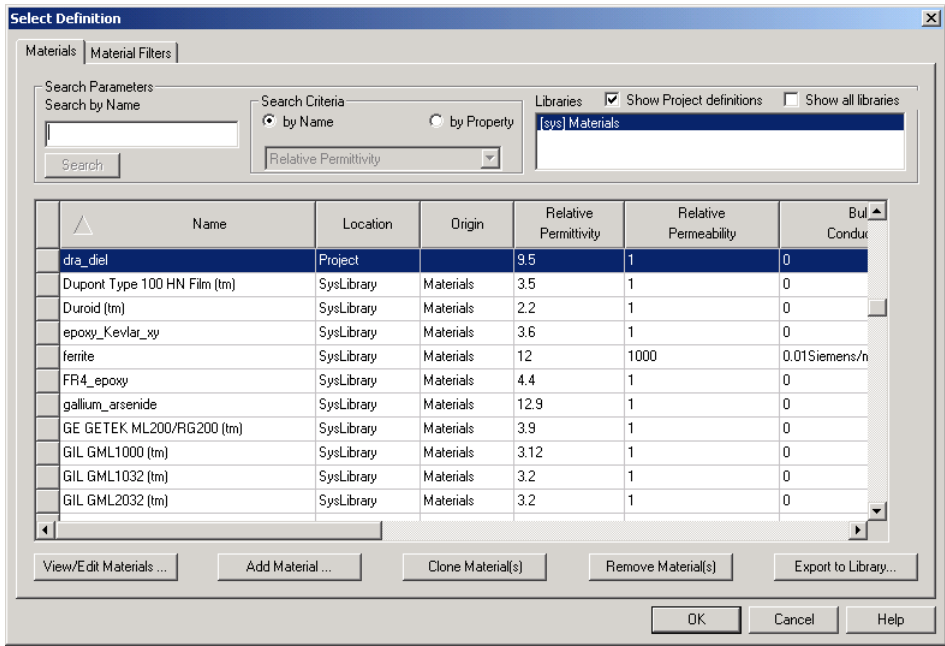 Select Definition
Materials Material Filters
Search Parameters
Search by Name
Search
Search Criteria
by Name by Property
Relative Permittivity
Libraries Show Project definitions Show all libraries
[sys] Materials
Name Location Origin Relative Permittivity Relative Permeability Bul Conduc
dra_diel Project 9.5 1 0
Dupont Type 100 HN Film (tm) SysLibrary Materials 3.5 1 0
Duroid (tm) SysLibrary Materials 2.2 1 0
epoxy_Kevlar_xy SysLibrary Materials 3.6 1 0
ferrite SysLibrary Materials 12 1000 0.01Siemens/m
FR4_epoxy SysLibrary Materials 4.4 1 0
gallium_arsenide SysLibrary Materials 12.9 1 0
GE GETEK ML200/RG200 (tm) SysLibrary Materials 3.9 1 0
GIL GML1000 (tm) SysLibrary Materials 3.12 1 0
GIL GML1032 (tm) SysLibrary Materials 3.2 1 0
GIL GML2032 (tm) SysLibrary Materials 3.2 1 0
View/Edit Materials ... Add Material ... Clone Material(s) Remove Material(s) Export to Library...
OK Cancel Help